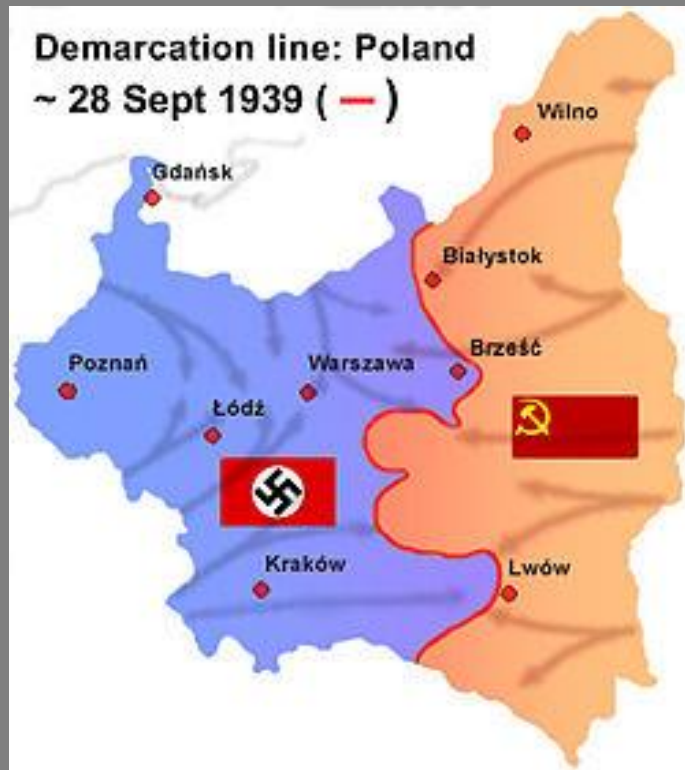 Demarcation line: Poland
~ 28 Sept 1939 ( — )
Wilno
Gdańsk
Białystok
Brześć
Poznań
Warszawa
Łódź
Kraków
Lwów